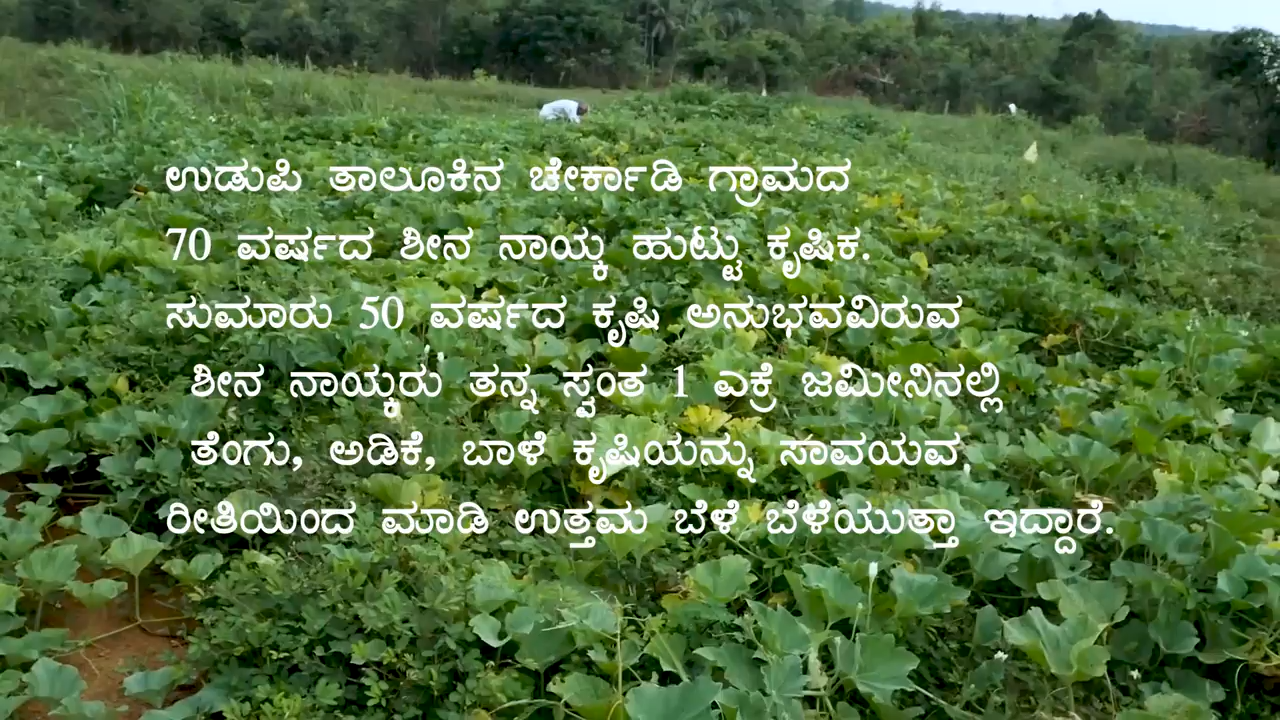 ಉಡುಪಿ ತಾಲೂಕಿನ ಚೇರ್ಕಾಡಿ ಗ್ರಾಮದ
70 ವರ್ಷದ ಶೀನ ನಾಯ್ಕ ಹುಟ್ಟು ಕೃಷಿಕ.
ಸುಮಾರು 50 ವರ್ಷದ ಕೃಷಿ ಅನುಭವವಿರುವ
ಶೀನ ನಾಯ್ಕರು ತನ್ನ ಸ್ವಂತ 1 ಎಕ್ರೆ ಜಮೀನಿನಲ್ಲಿ
ತೆಂಗು, ಅಡಿಕೆ, ಬಾಳೆ ಕೃಷಿಯನ್ನು ಸಾವಯವ
ರೀತಿಯಿಂದ ಮಾಡಿ ಉತ್ತಮ ಬೆಳೆ ಬೆಳೆಯುತ್ತಾ ಇದ್ದಾರೆ.